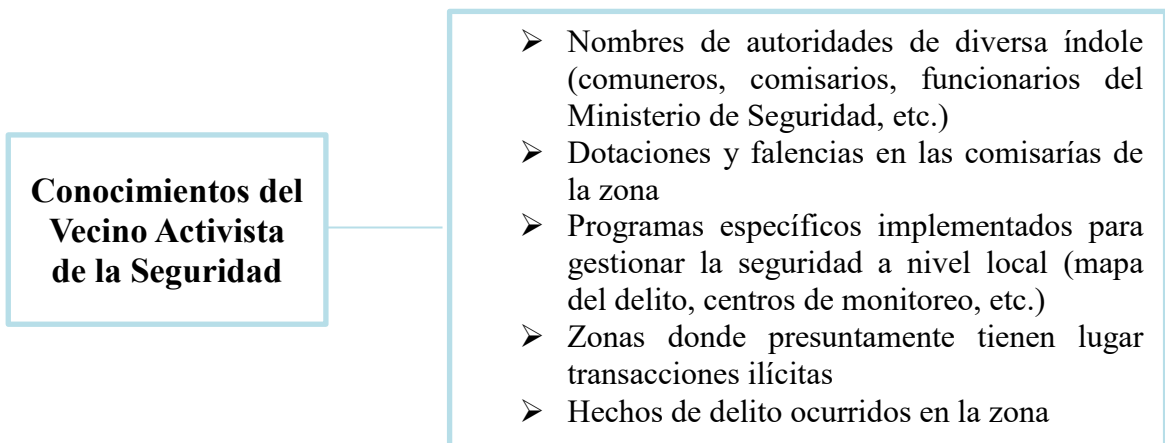 Conocimientos del
Vecino Activista
de la Seguridad
➢ Nombres de autoridades de diversa índole
(comuneros, comisarios, funcionarios del
Ministerio de Seguridad, etc.)
➢ Dotaciones y falencias en las comisarías de
la zona
➢ Programas específicos implementados para
gestionar la seguridad a nivel local (mapa
del delito, centros de monitoreo, etc.)
➢ Zonas donde presuntamente tienen lugar
transacciones ilícitas
➢ Hechos de delito ocurridos en la zona